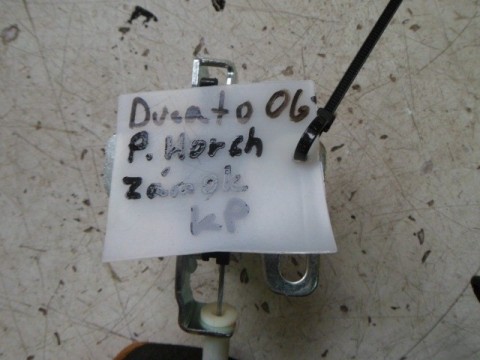 Ducato 06
P. Horch
zámok
KP